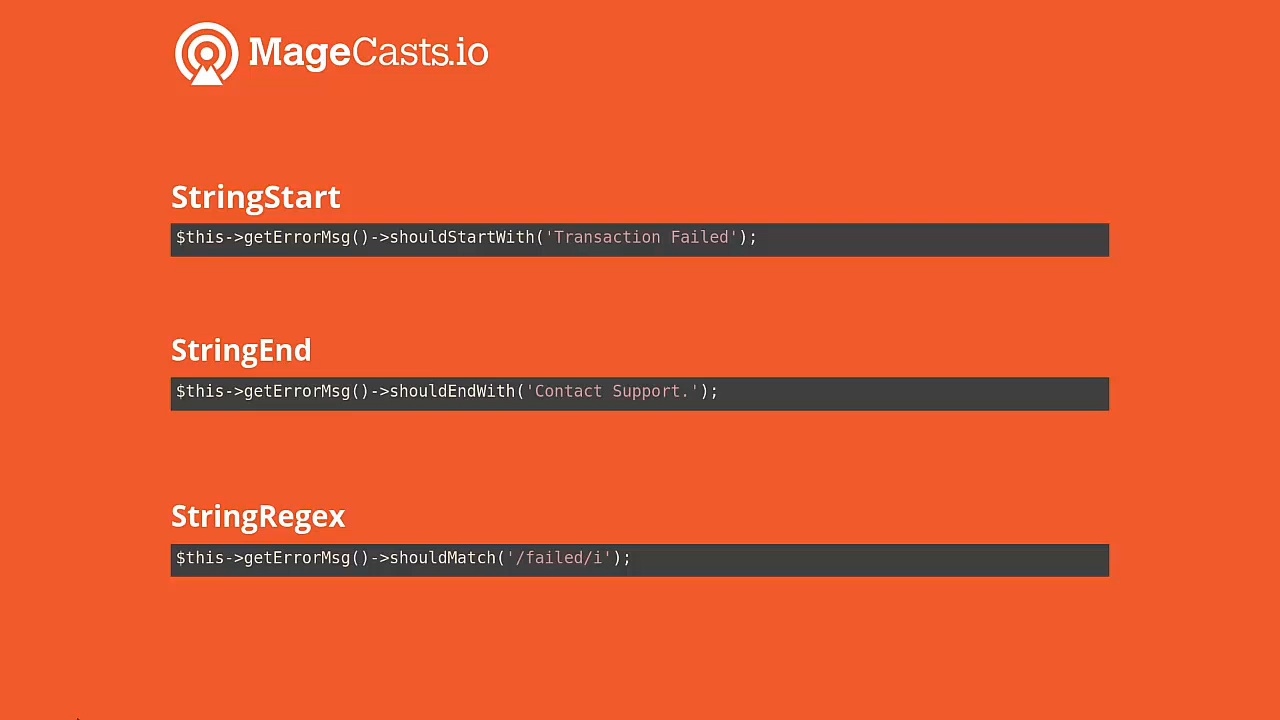 MageCasts.io
StringStart
$this->getErrorMsg()->shouldStartWith('Transaction Failed');
StringEnd
$this->getErrorMsg()->shouldEndWith('Contact Support.');
StringRegex
$this->getErrorMsg()->shouldMatch('/failed/i');